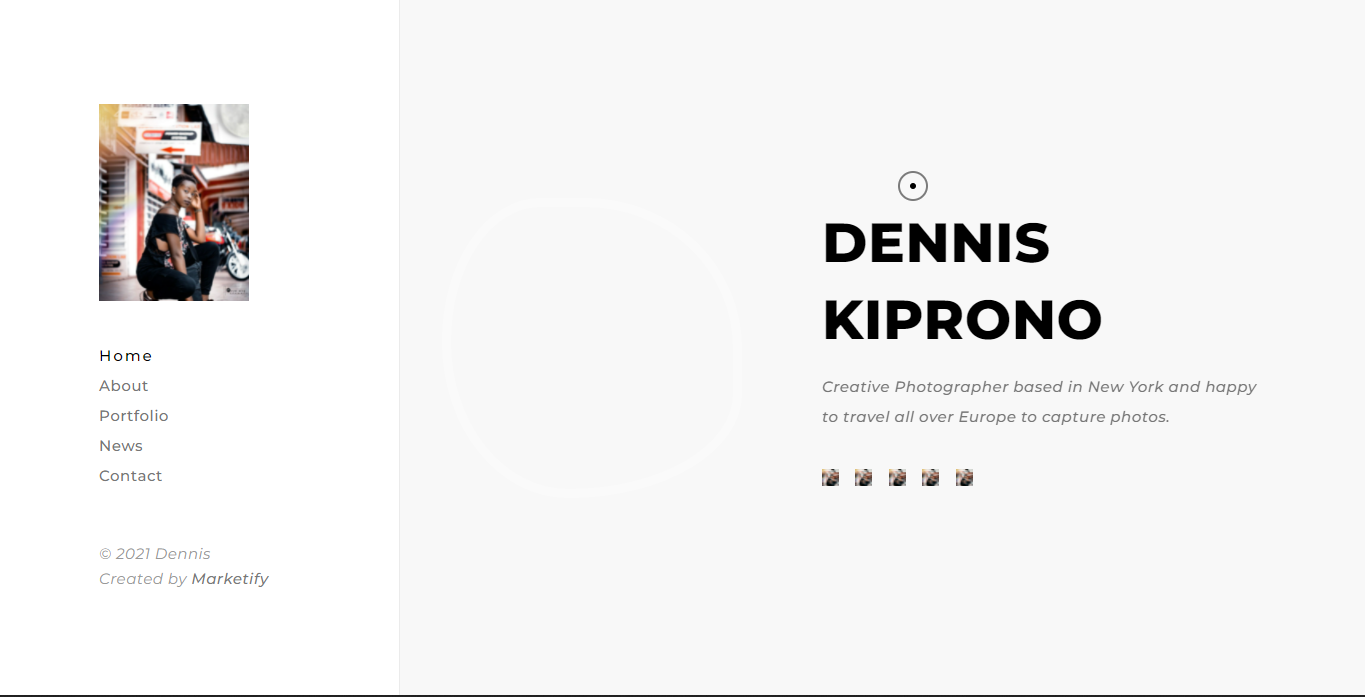 Home
About
Portfolio
News
Contact
© 2021 Dennis
Created by Marketify
DENNIS
KIPRONO
Creative Photographer based in New York and happy
to travel all over Europe to capture photos.